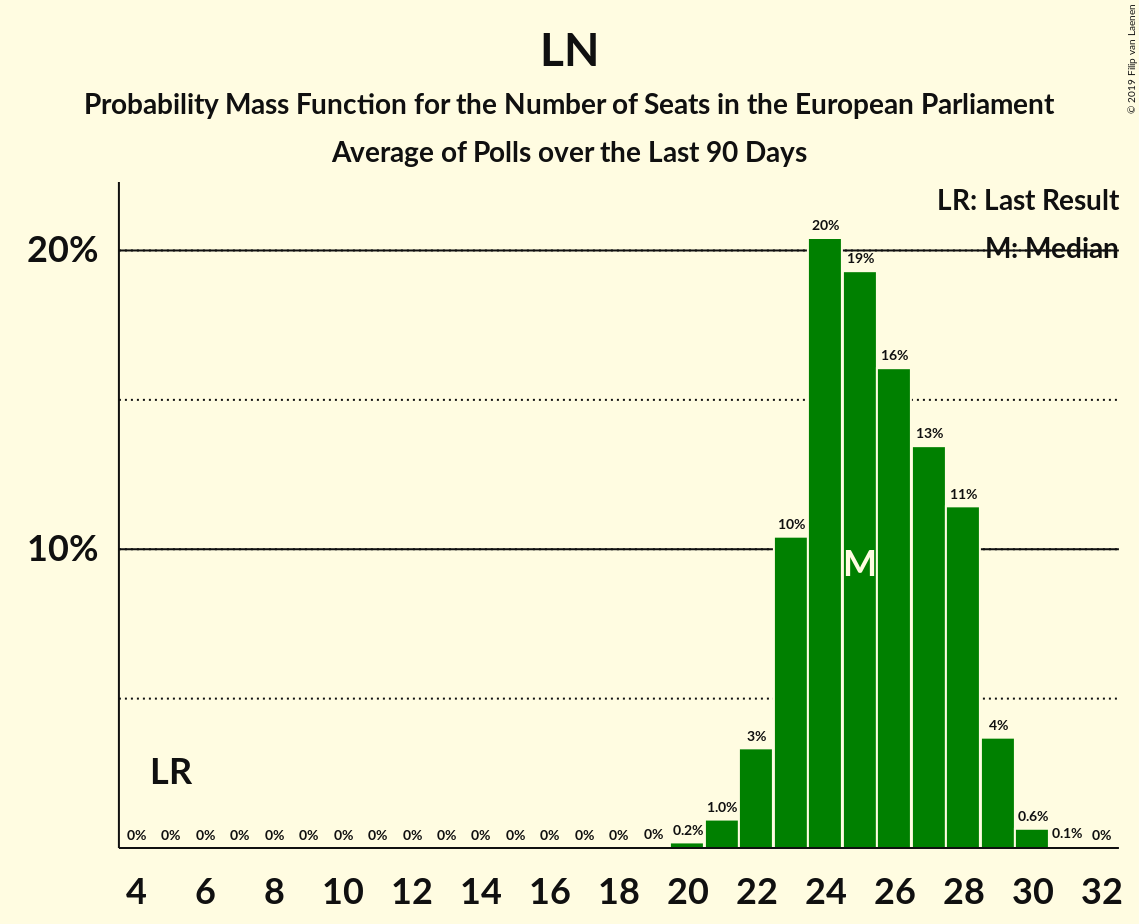 LN
Probability Mass Function for the Number of Seats in the European Parliament
Average of Polls over the Last 90 Days
© 2019 Filip van Laenen
LR: Last Result
M: Median
20%
10%
20%
19%
16%
13%
11%
10%
M
4%
3%
LR
1.0%
0.6%
0% 0% 0% 0% 0% 0% 0% 0% 0% 0% 0% 0% 0% 0% 0% 0% 0.2% 0.1% 0%
4 6 8 10 12 14 16 18 20 22 24 26 28 30 32